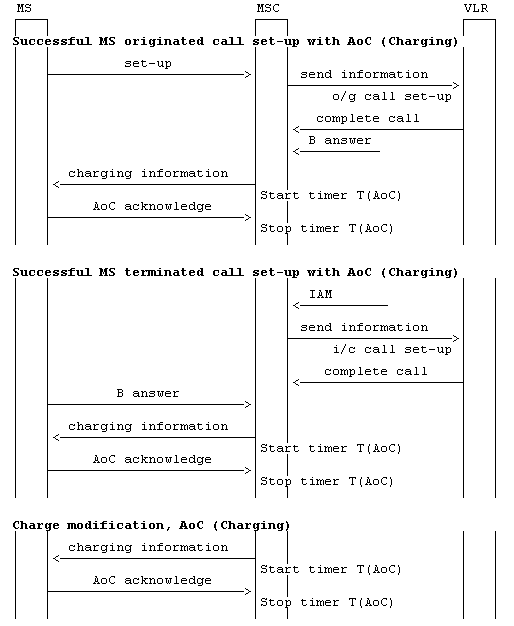 MS MSC VLR
Successful MS originated call set-up with AoC (Charging)
set-up
send information
o/g call set-up
complete call
B answer
charging information
Start timer T(AoC)
AoC acknowledge
Stop timer T(AoC)
Successful MS terminated call set-up with AoC (Charging)
IAM
send information
i/c call set-up
complete call
B answer
charging information
Start timer T(AoC)
AoC acknowledge
Stop timer T(AoC)
Charge modification, AoC (Charging)
charging information
Start timer T(AoC)
AoC acknowledge
Stop timer T(AoC)